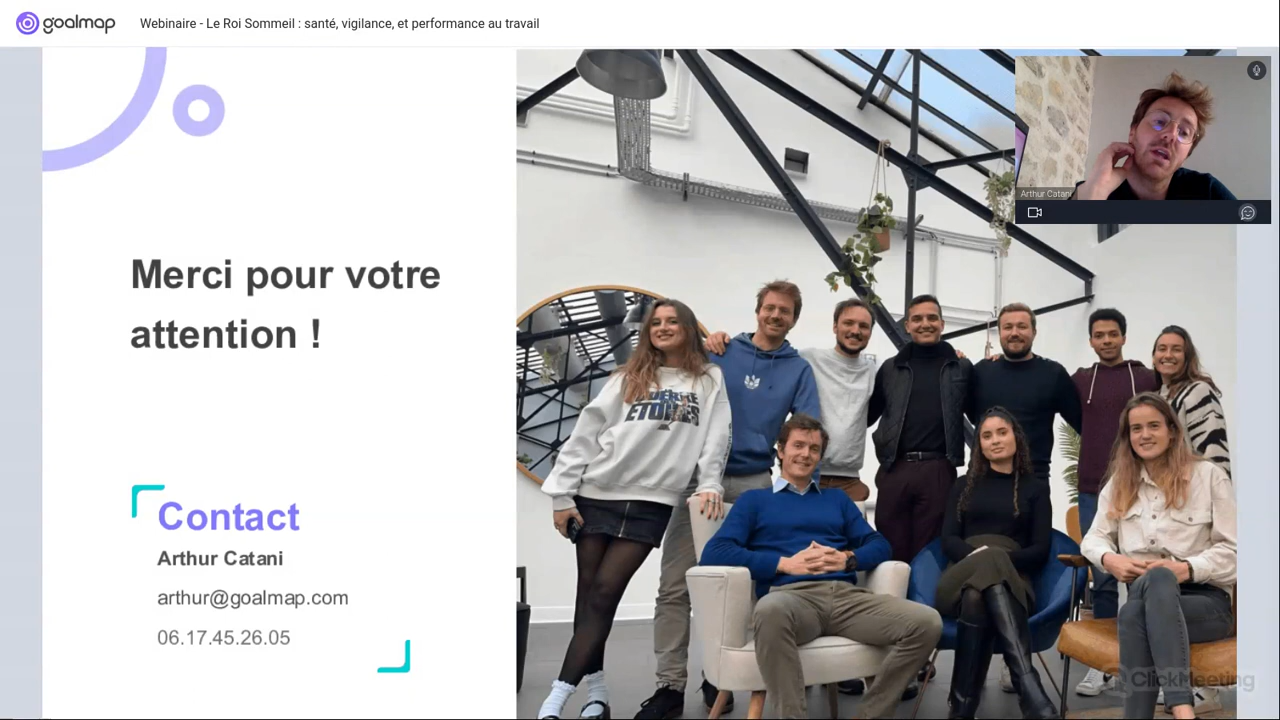 goalmap
Webinaire - Le Roi Sommeil : santé, vigilance, et performance au travail
Arthur Catani
Merci pour votre
attention !
Contact
Arthur Catani
arthur@goalmap.com
06.17.45.26.05
ClickMeeting